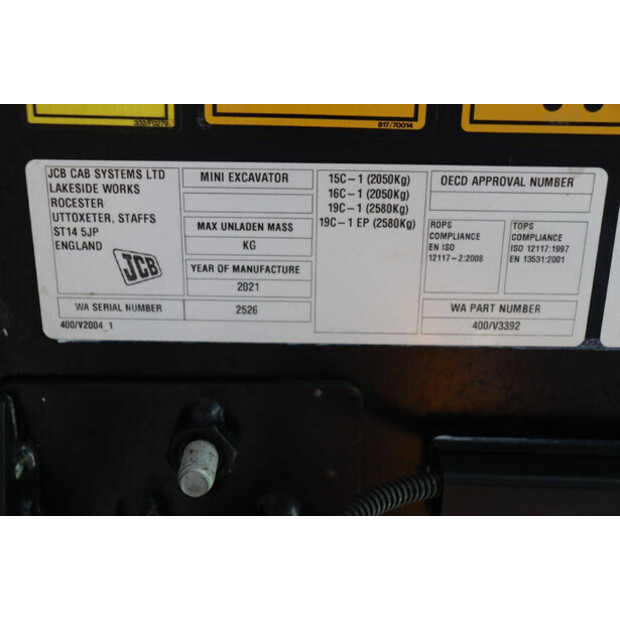 332/F0279
817/70014
JCB CAB SYSTEMS LTD
LAKESIDE WORKS
ROCESTER
UTTOXETER, STAFFS
ST14 5JP
ENGLAND
JCB
WA SERIAL NUMBER
400/V2004_1
MINI EXCAVATOR
MAX UNLADEN MASS
KG
YEAR OF MANUFACTURE
2021
2526
15C-1 (2050Kg)
16C-1 (2050Kg)
19C-1 (2580Kg)
19C-1 EP (2580Kg)
OECD APPROVAL NUMBER
ROPS
COMPLIANCE
EN ISO
12117-2:2008
TOPS
COMPLIANCE
ISO 12117:1997
EN 13531:2001
WA PART NUMBER
400/V3392